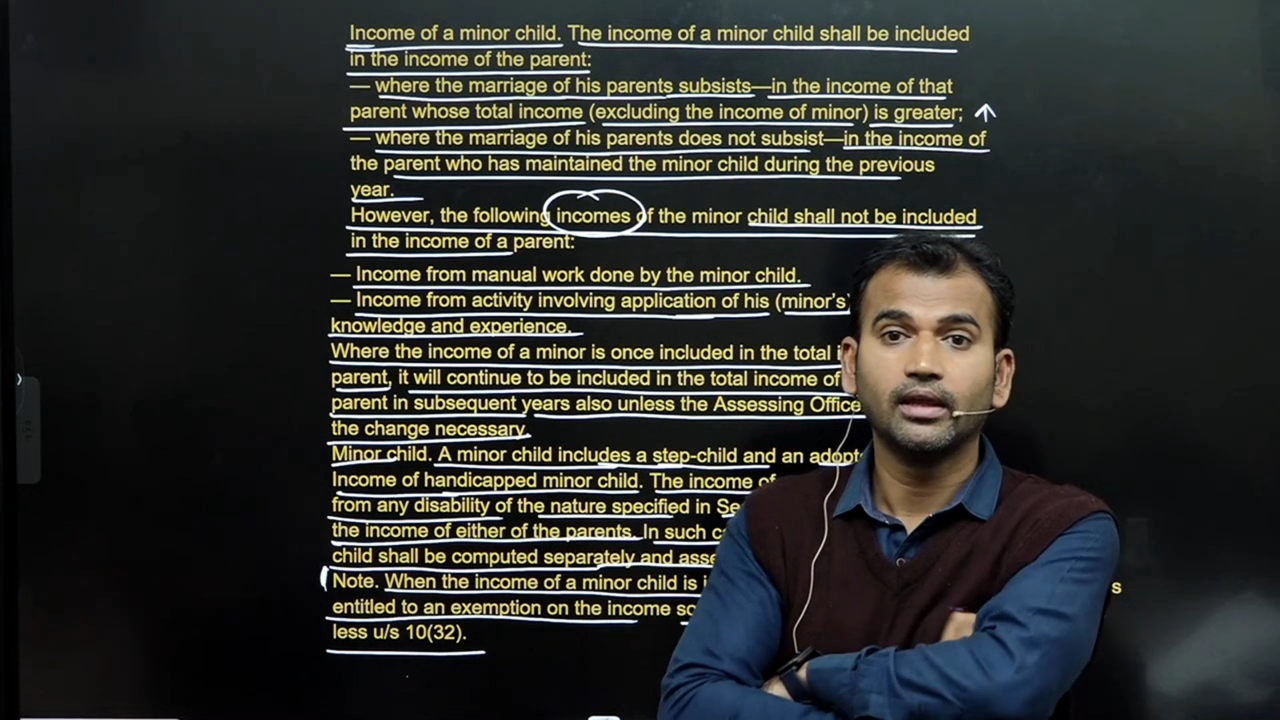 Income of a minor child. The income of a minor child shall be included
in the income of the parent:
— where the marriage of his parents subsists—in the income of that
parent whose total income (excluding the income of minor) is greater;
— where the marriage of his parents does not subsist—in the income of
the parent who has maintained the minor child during the previous
year.
However, the following incomes of the minor child shall not be included
in the income of a parent:
— Income from manual work done by the minor child.
— Income from activity involving application of his (minor's)
knowledge and experience.
Where the income of a minor is once included in the total
parent, it will continue to be included in the total income of
parent in subsequent years also unless the Assessing
the change necessary.
Minor child. A minor child includes a step-child and an
Income of handicapped minor child. The income of
from any disability of the nature specified in
the income of either of the parents. In such
child shall be computed separately and
Note. When the income of a minor child is
entitled to an exemption on the income
less u/s 10(32).